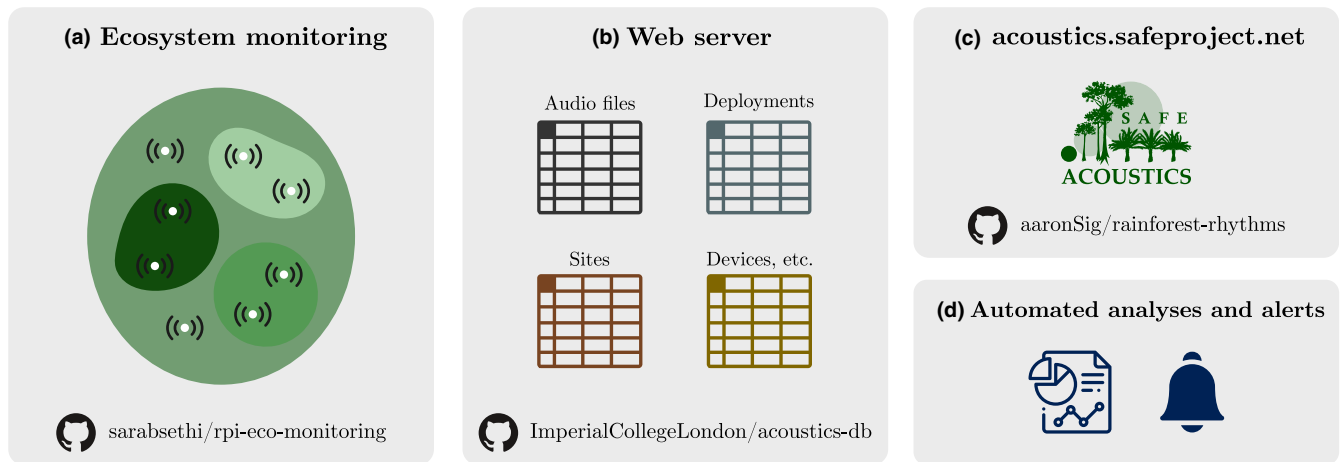 (a) Ecosystem monitoring
sarabsethi/rpi-eco-monitoring
(b) Web server
Audio files
Deployments
Sites
Devices, etc.
ImperialCollegeLondon/acoustics-db
(c) acoustics.safeproject.net
SAFE
ACOUSTICS
aaronSig/rainforest-rhythms
(d) Automated analyses and alerts